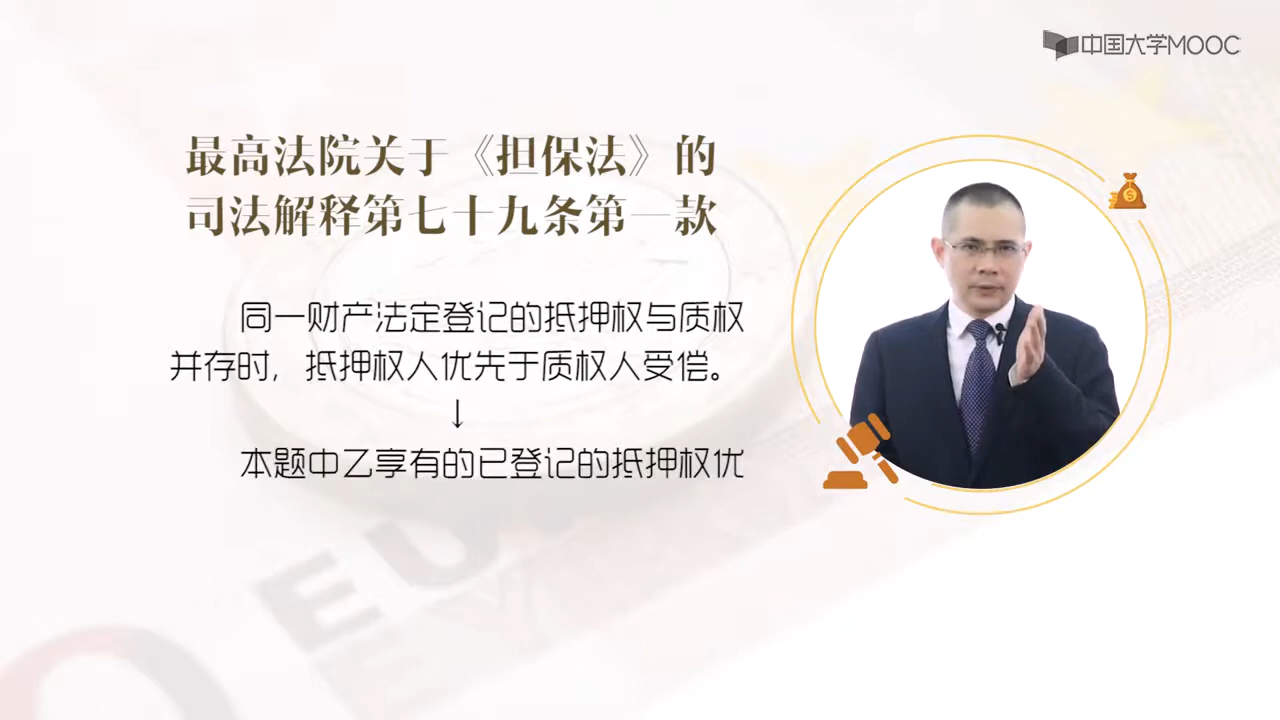 中国大学MOOC
最高法院关于《担保法》的
司法解释第七十九条第一款
同一财产法定登记的抵押权与质权
并存时，抵押权人优先于质权人受偿。
↓
本题中乙享有的已登记的抵押权优
EU